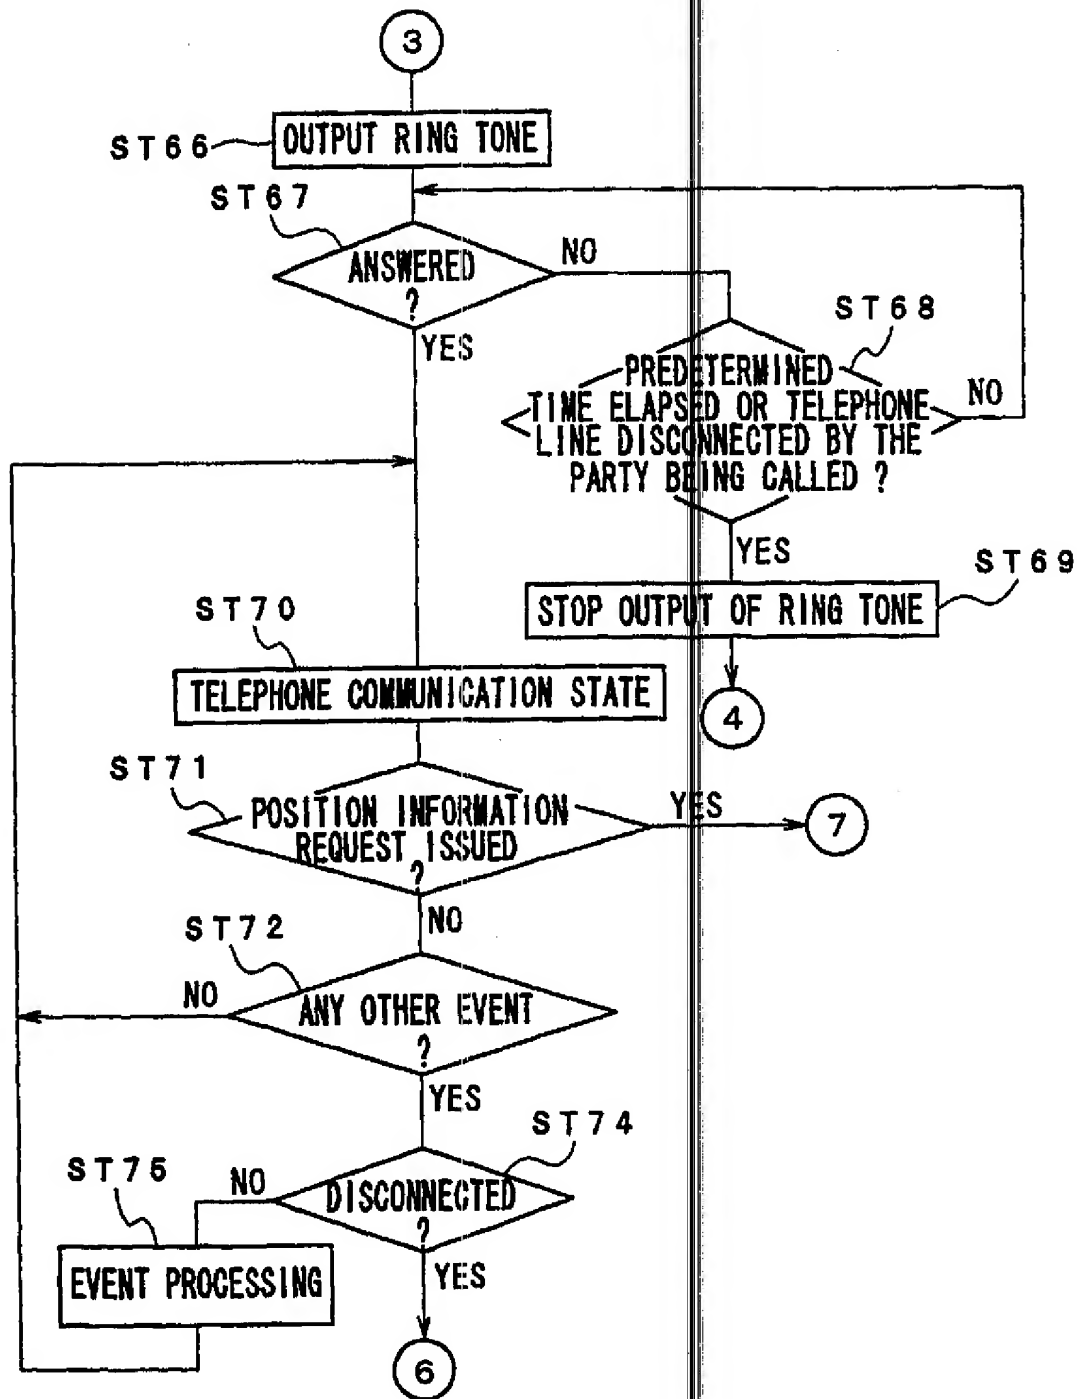 3
ST66
OUTPUT RING TONE
ST67
ANSWERED
?
NO
YES
ST68
PREDETERMINED
TIME ELAPSED OR TELEPHONE
LINE DISCONNECTED BY THE
PARTY BEING CALLED ?
NO
YES
ST69
STOP OUTPUT OF RING TONE
4
ST70
TELEPHONE COMMUNICATION STATE
ST71
POSITION INFORMATION
REQUEST ISSUED
?
YES
7
NO
ST72
ANY OTHER EVENT
?
NO
YES
ST74
DISCONNECTED
?
NO
ST75
EVENT PROCESSING
YES
6